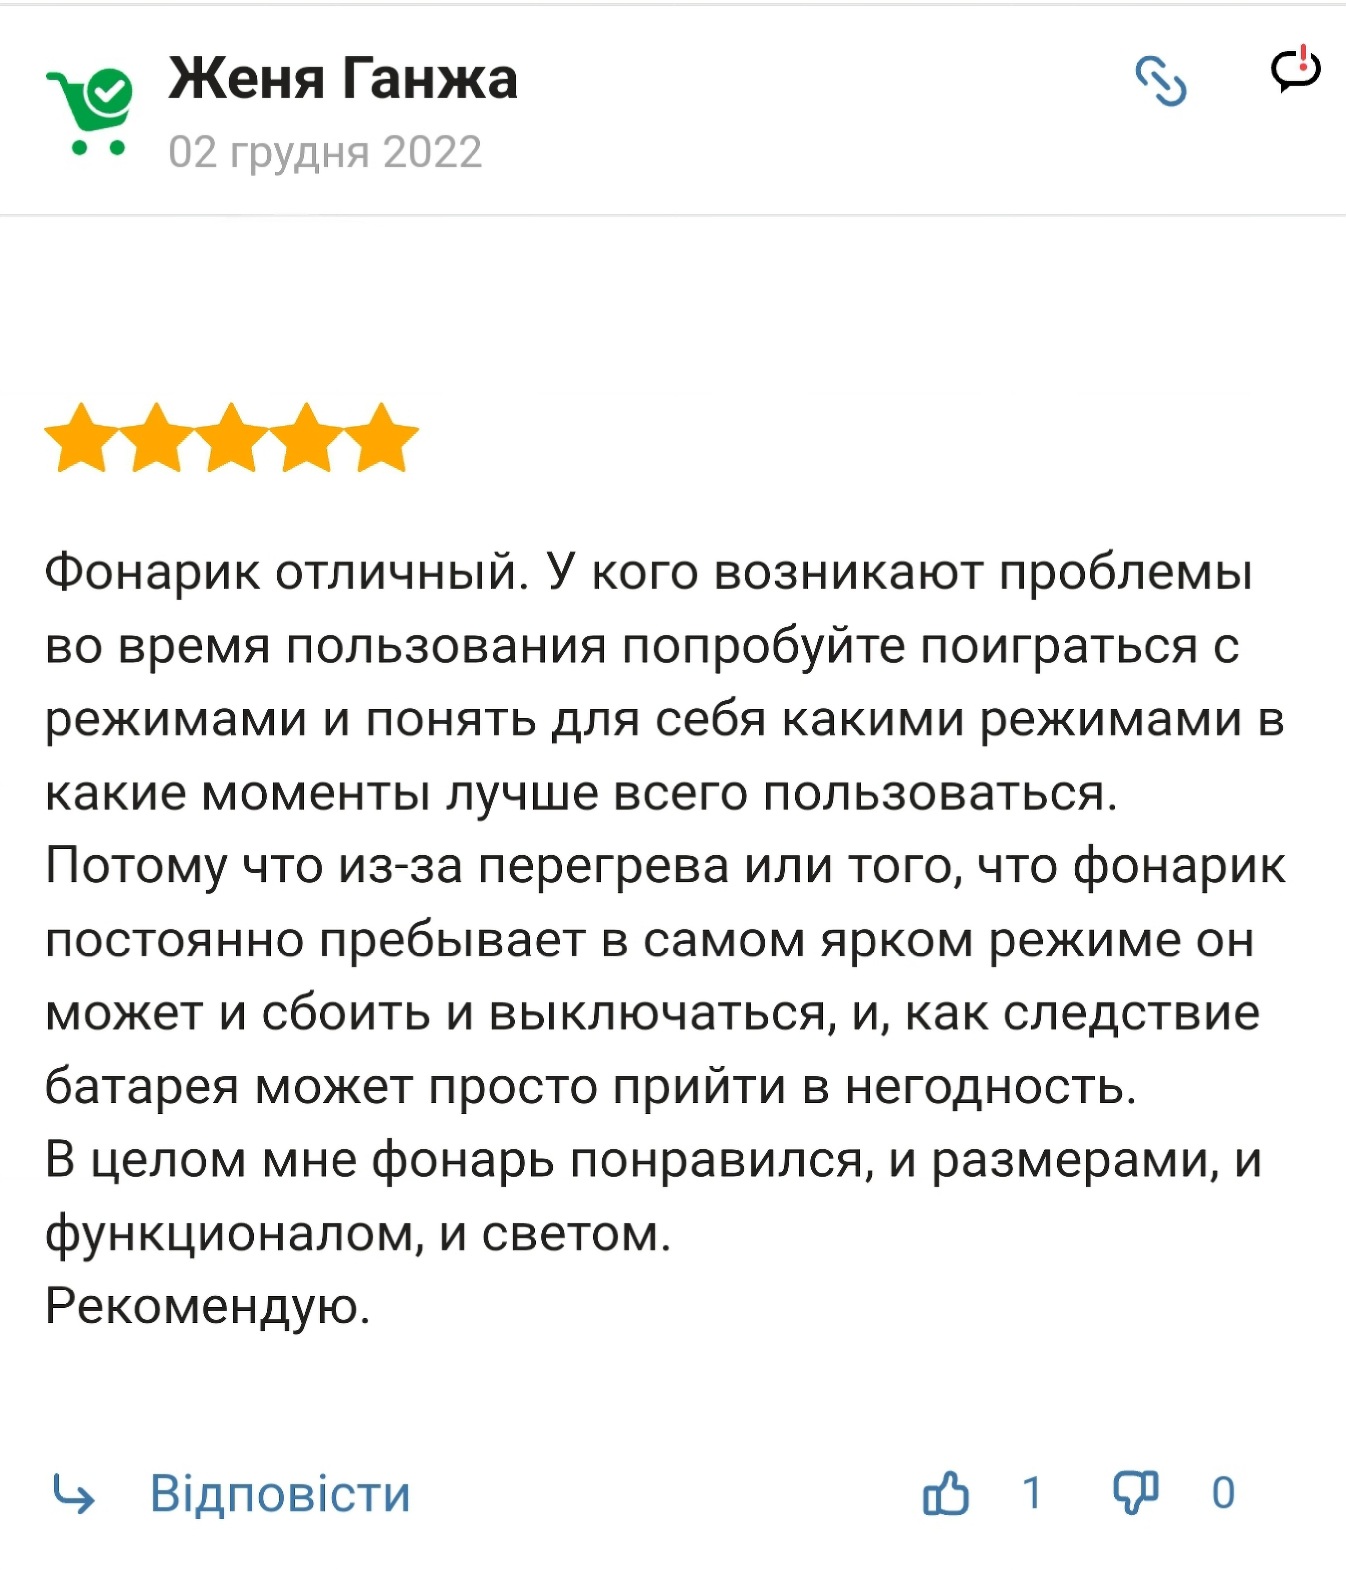 Женя Ганжа
02 грудня 2022
Фонарик отличный. У кого возникают проблемы
во время пользования попробуйте поиграться с
режимами и понять для себя какими режимами в
какие моменты лучше всего пользоваться.
Потому что из-за перегрева или того, что фонарик
постоянно пребывает в самом ярком режиме он
может и сбоить и выключаться, и, как следствие
батарея может просто прийти в негодность.
В целом мне фонарь понравился, и размерами, и
функционалом, и светом.
Рекомендую.
Відповісти 1 0